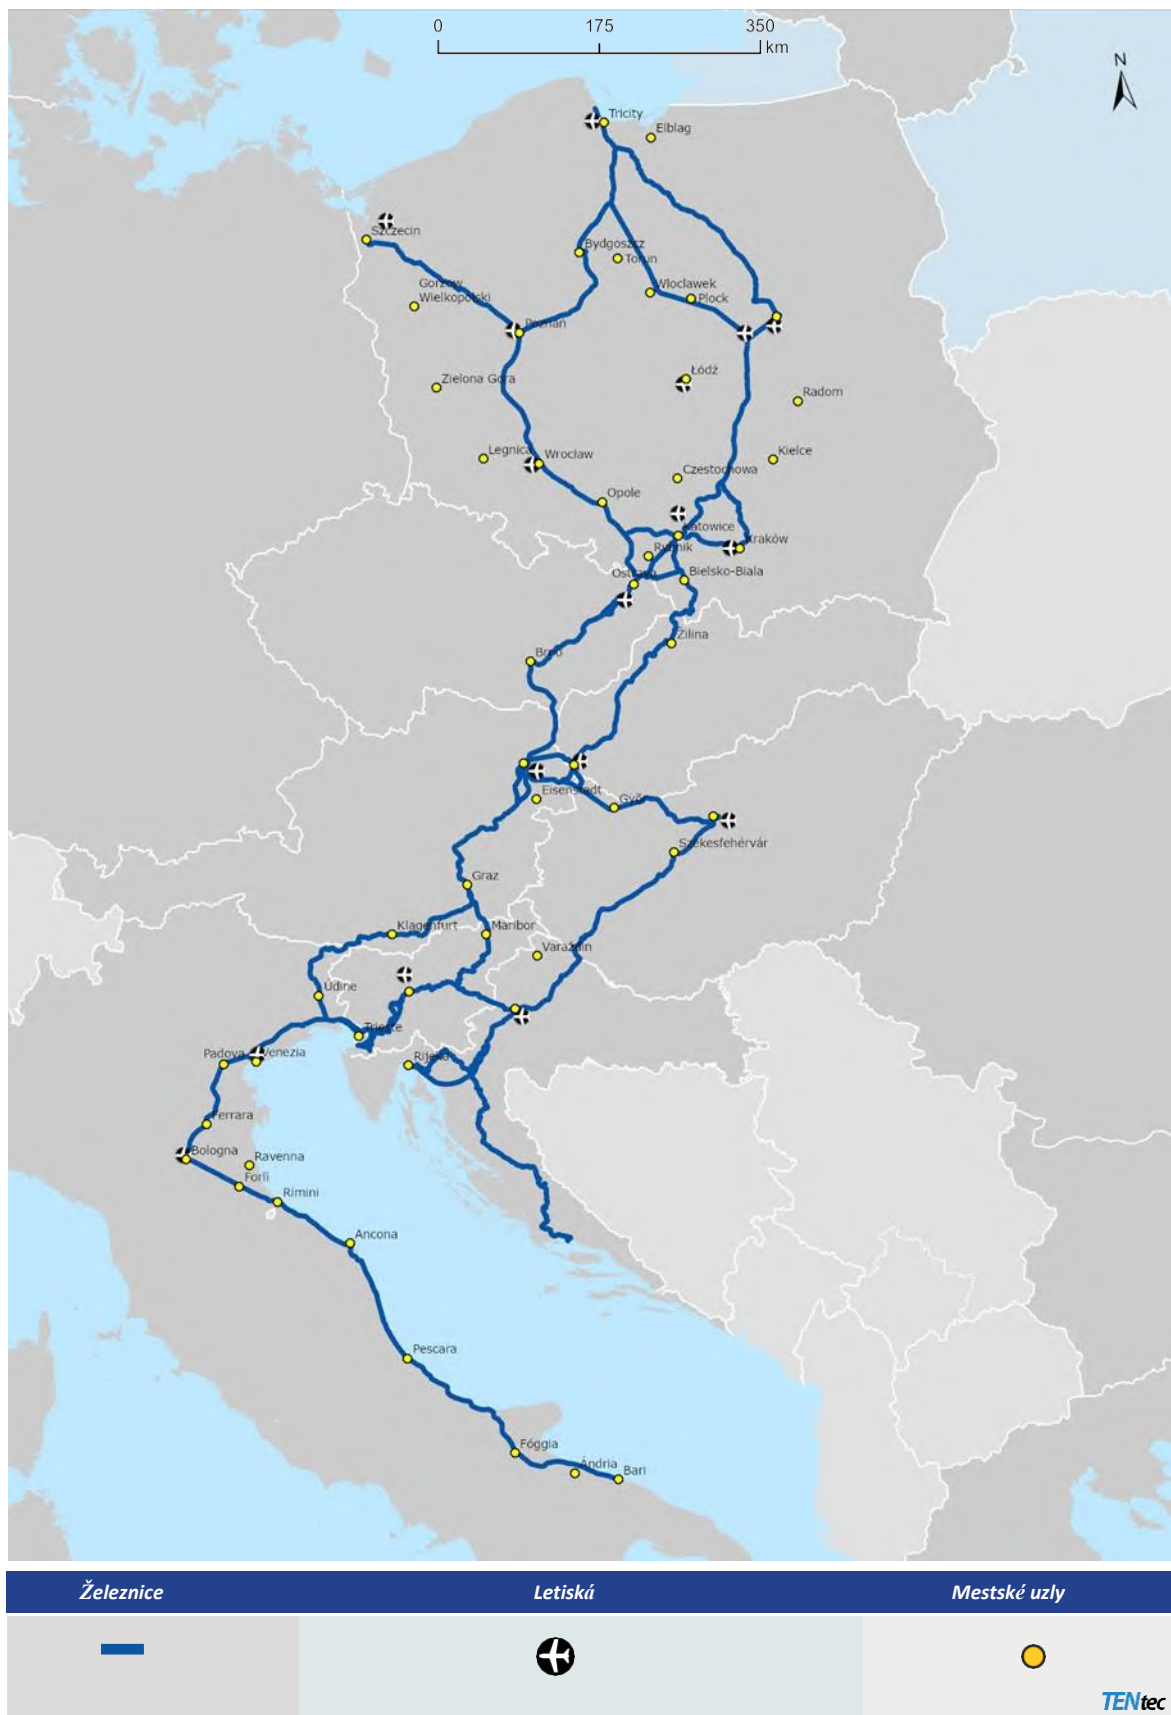 0 175 350
km
N
Tricity
Elblag
Szczecin
Bydgoszcz
Torun
Gorzow
Wielkopolski
Wloclawek
Plock
Poznan
Łódź
Zielona Gora
Radom
Legnica
Wrocław
Kielce
Czestochowa
Opole
Katowice
Kraków
Rybnik
Ostrava
Bielsko-Biala
Žilina
Brno
Eisenstadt
Győr
Székesfehérvár
Graz
Klagenfurt
Maribor
Varaždin
Udine
Trieste
Padova
Venezia
Rijeka
Ferrara
Bologna
Ravenna
Forlì
Rimini
Ancona
Pescara
Fóggia
Ándria
Bari
Železnice Letiská Mestské uzly
TENtec